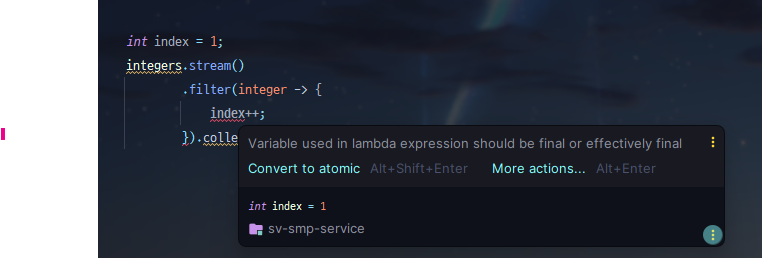 int index = 1;
integers.stream()
.filter(integer -> {
index++;
}).colle
Variable used in lambda expression should be final or effectively final
Convert to atomic Alt+Shift+Enter More actions... Alt+Enter
int index = 1
sv-smp-service